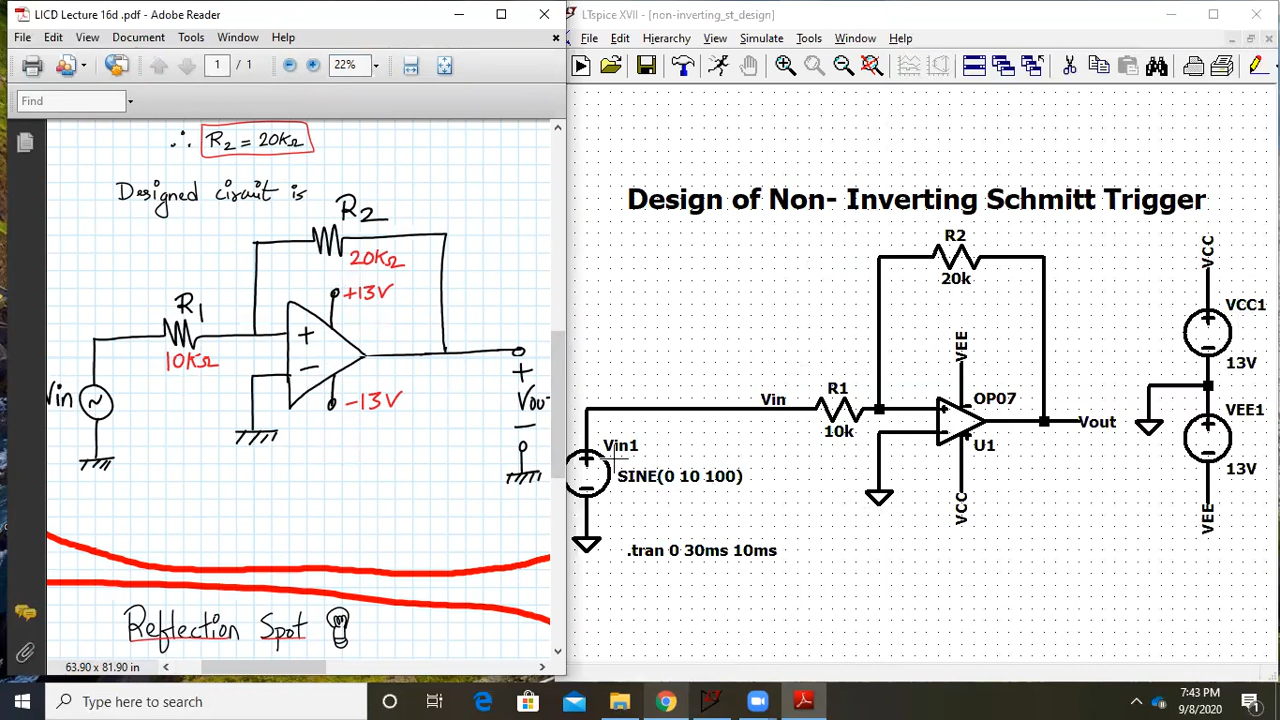 LICD Lecture 16d .pdf - Adobe Reader
File Edit View Document Tools Window Help
1 / 1 22%
Find
∴ R2 = 20KΩ
Designed circuit is
R2
20KΩ
+13V
R1
10KΩ
+
−
-13V
Vin
+
Vou
−
Reflection Spot
63.90 x 81.90 in
LTspice XVII - [non-inverting_st_design]
File Edit Hierarchy View Simulate Tools Window Help
Design of Non- Inverting Schmitt Trigger
R2
20k
VCC
VCC1
13V
VEE
OP07
R1
10k
Vin
Vout
U1
VCC
VEE1
13V
VEE
Vin1
SINE(0 10 100)
.tran 0 30ms 10ms
Type here to search
7:43 PM
9/8/2020